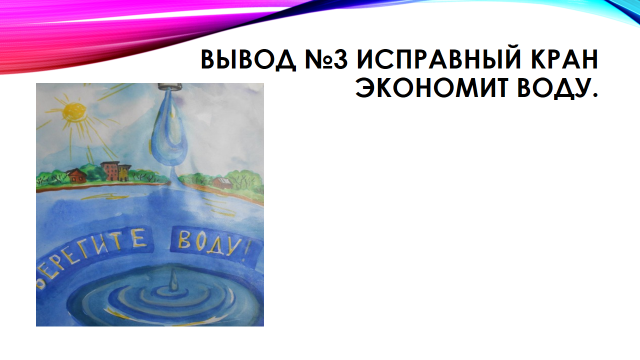 ВЫВОД №3 ИСПРАВНЫЙ КРАН
ЭКОНОМИТ ВОДУ.
БЕРЕГИТЕ ВОДУ!